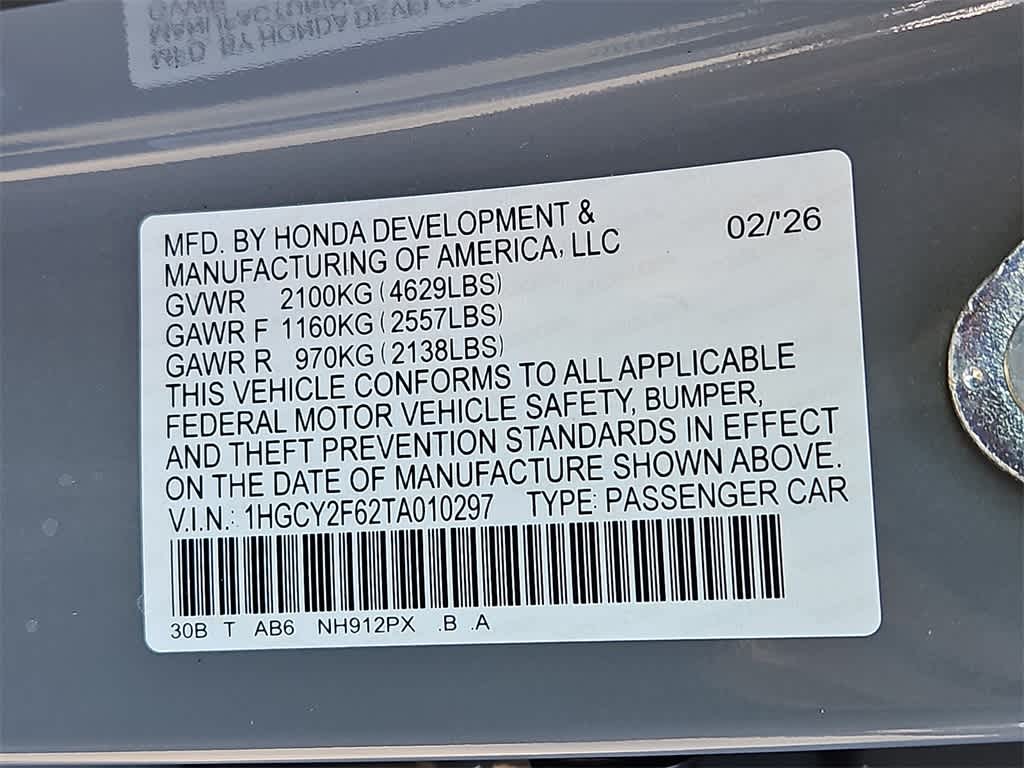 MFD. BY HONDA DEVELOPMENT & 02/'26
MANUFACTURING OF AMERICA, LLC
GVWR 2100KG (4629LBS)
GAWR F 1160KG (2557LBS)
GAWR R 970KG (2138LBS)
THIS VEHICLE CONFORMS TO ALL APPLICABLE
FEDERAL MOTOR VEHICLE SAFETY, BUMPER,
AND THEFT PREVENTION STANDARDS IN EFFECT
ON THE DATE OF MANUFACTURE SHOWN ABOVE.
V.I.N.: 1HGCY2F62TA010297 TYPE: PASSENGER CAR
30B T AB6 NH912PX .B .A